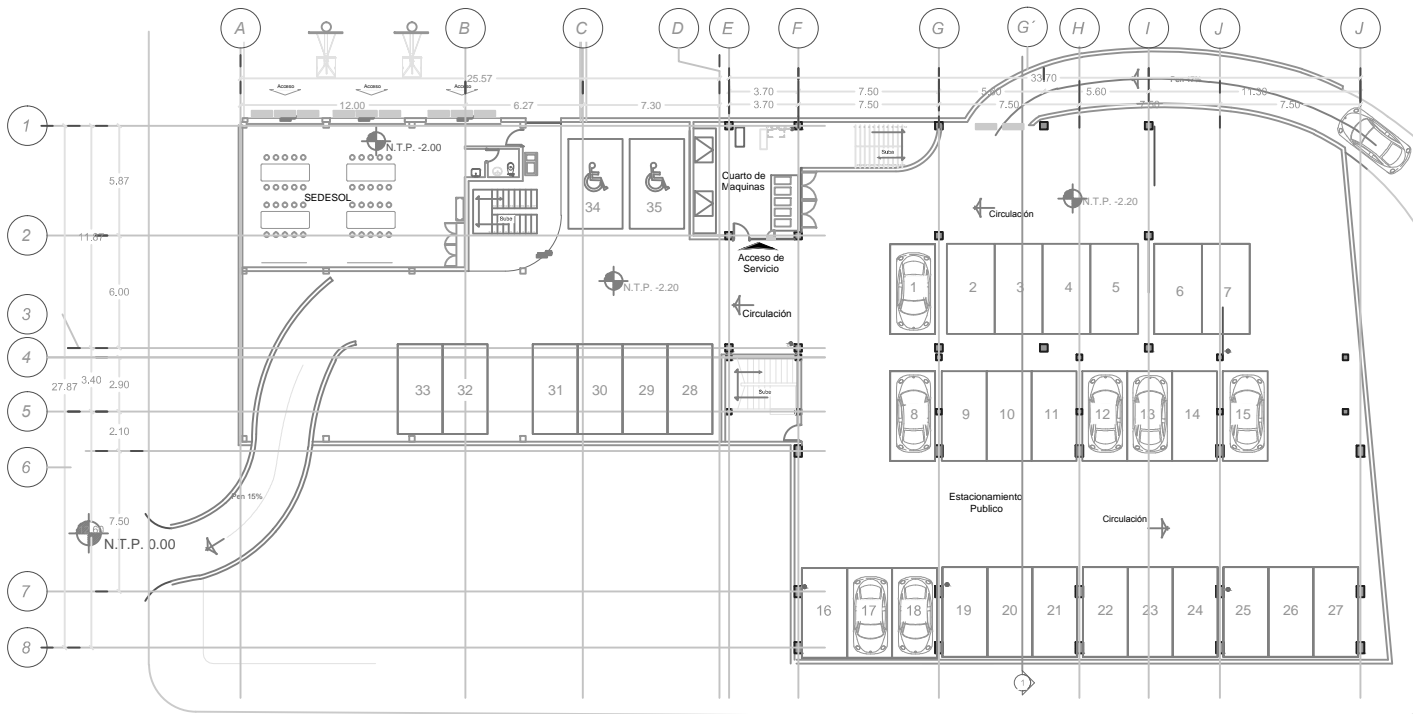 A B C D E F G G´ H I J J
25.57
33.70
Acceso Acceso Acceso
12.00 6.27 7.30
3.70 7.50 5.60 11.30
3.70 7.50 7.50 7.50 7.50
1
N.T.P. -2.00
5.87
SEDESOL
Sube
34 35
Cuarto de
Maquinas
Sube
N.T.P. -2.20
Circulación
2
11.87
Acceso de
Servicio
6.00
N.T.P. -2.20
Circulación
1 2 3 4 5 6 7
3
4
27.87 3.40 2.90
33 32 31 30 29 28
Sube
8 9 10 11 12 13 14 15
5
2.10
6
Pen 15%
Estacionamiento
Publico
Circulación
7.50
N.T.P. 0.00
7
16 17 18 19 20 21 22 23 24 25 26 27
8
1